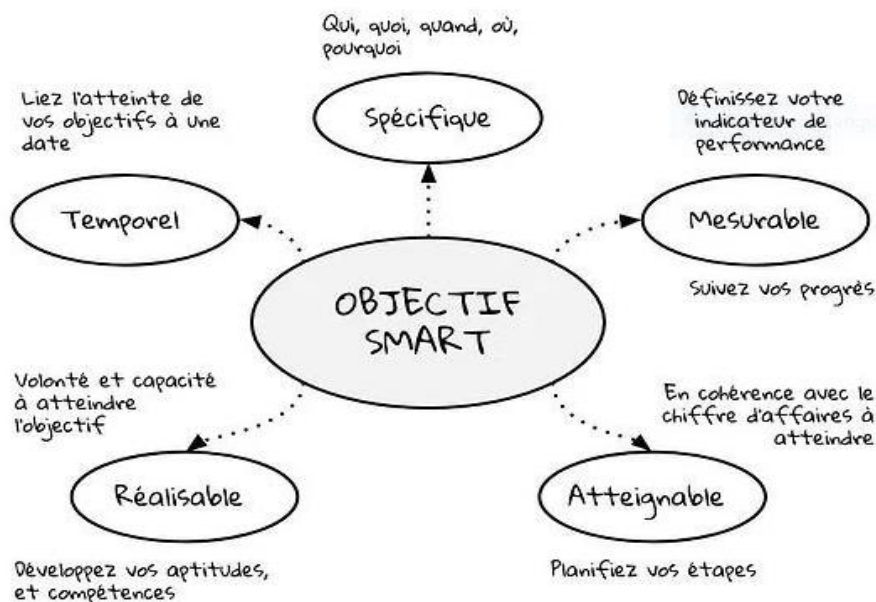 Qui, quoi, quand, où,
pourquoi
Spécifique
Liez l'atteinte de
vos objectifs à une
date
Temporel
Définissez votre
indicateur de
performance
Mesurable
Suivez vos progrès
OBJECTIF
SMART
Volonté et capacité
à atteindre
l'objectif
Réalisable
Développez vos aptitudes,
et compétences
En cohérence avec le
chiffre d'affaires à
atteindre
Atteignable
Planifiez vos étapes